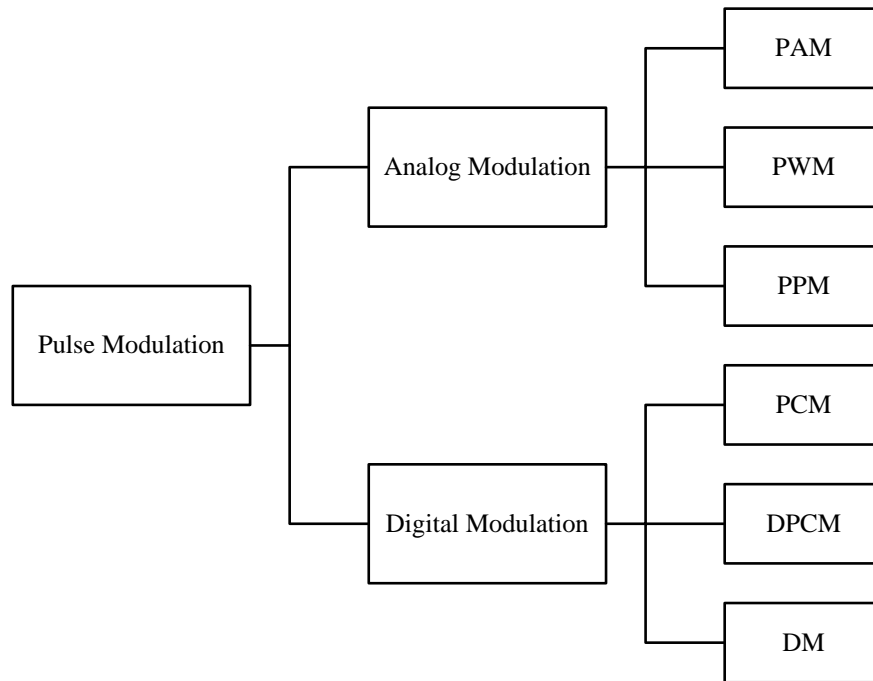 Pulse Modulation
Analog Modulation
PAM
PWM
PPM
Digital Modulation
PCM
DPCM
DM